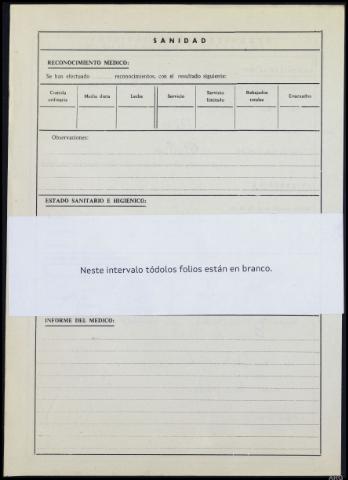 SANIDAD
RECONOCIMIENTO MEDICO:
Se han efectuado ............ reconocimientos, con el resultado siguiente:
Comida ordinaria Media dieta Leche Servicio Servicio limitado Rebajados totales Evacuados
Observaciones:
ESTADO SANITARIO E HIGIENICO:
Neste intervalo tódolos folios están en branco.
INFORME DEL MEDICO:
ARG